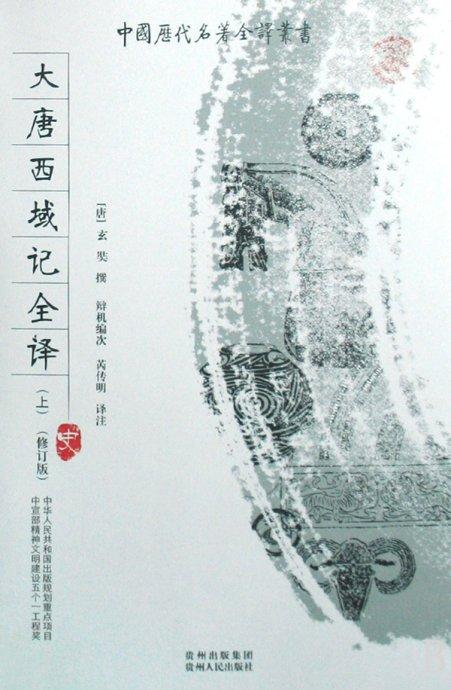 中國歷代名著全譯叢書
大唐西域记全译
(上)(修订版)
史
[唐] 玄奘 撰 辩机编次 芮传明 译注
中华人民共和国出版规划重点项目
中宣部精神文明建设五个一工程奖
贵州出版集团
贵州人民出版社